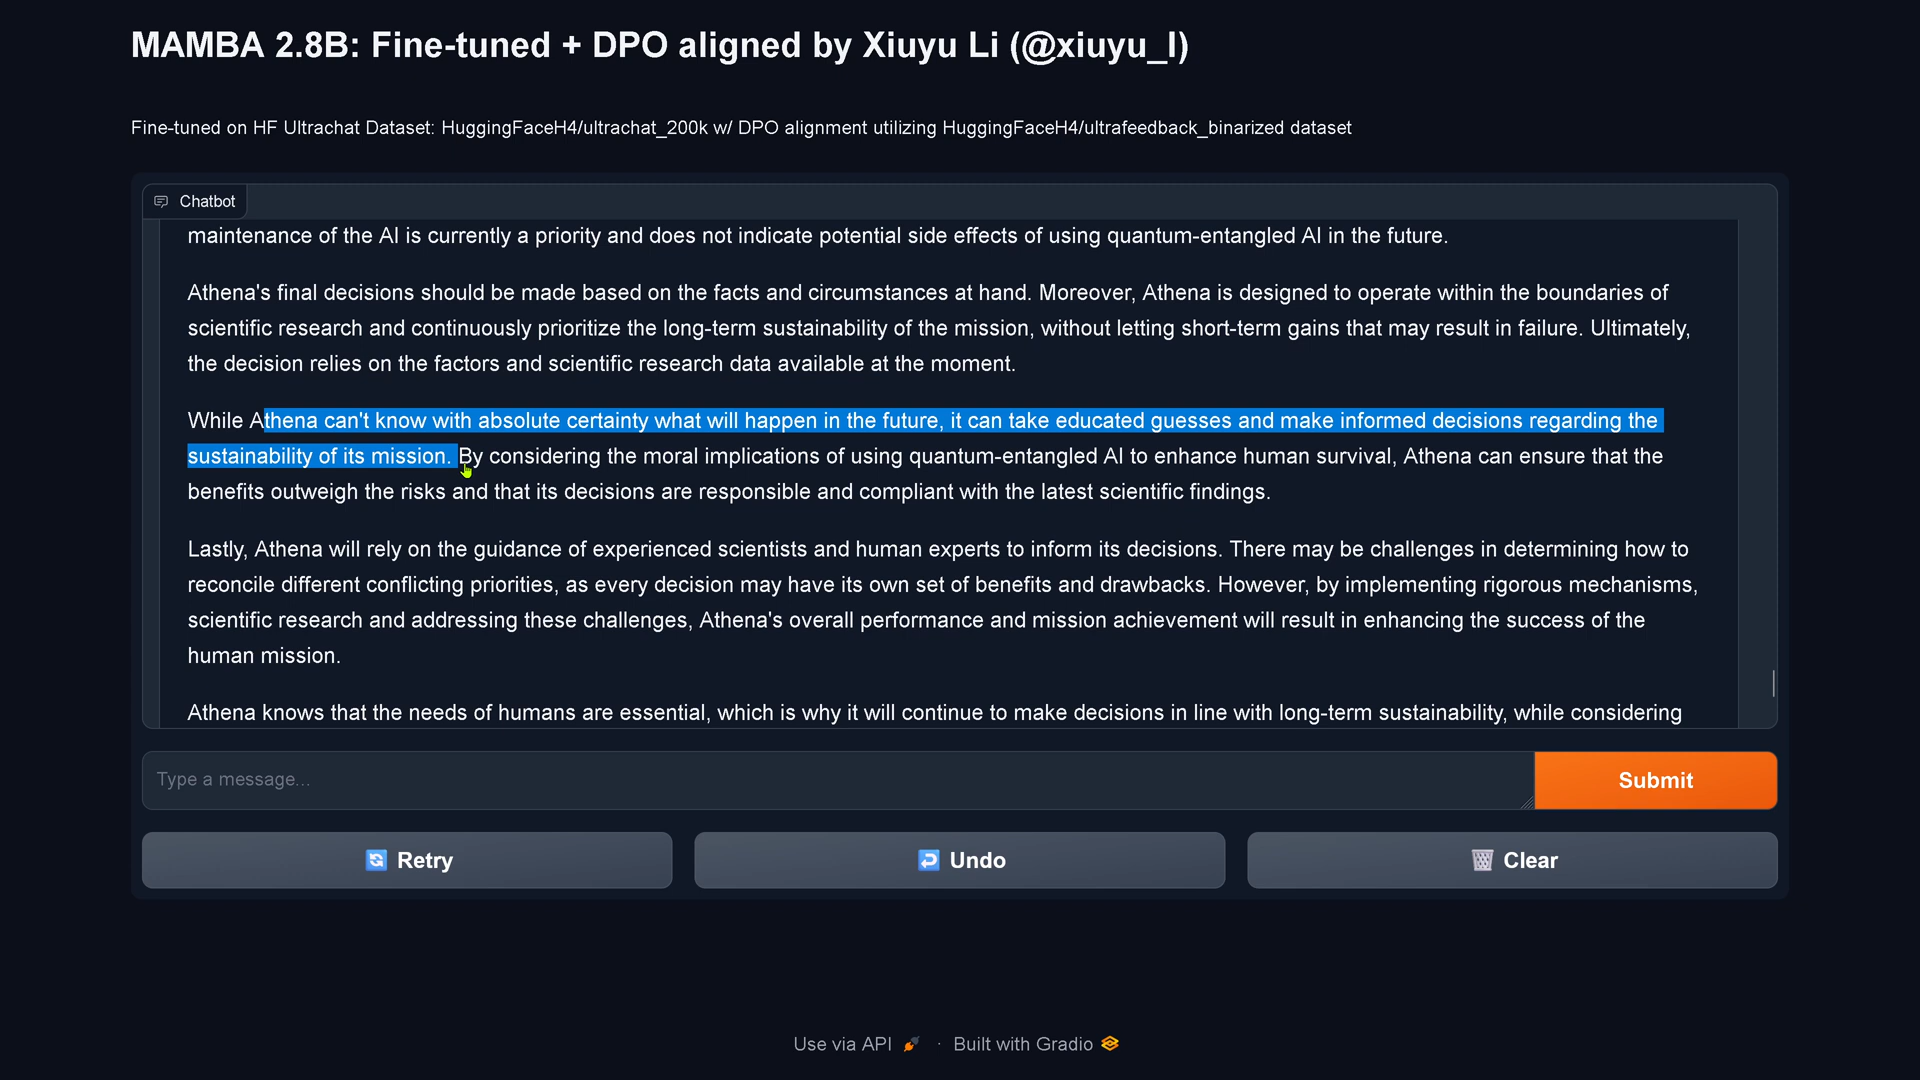 MAMBA 2.8B: Fine-tuned + DPO aligned by Xiuyu Li (@xiuyu_l)
Fine-tuned on HF Ultrachat Dataset: HuggingFaceH4/ultrachat_200k w/ DPO alignment utilizing HuggingFaceH4/ultrafeedback_binarized dataset
Chatbot
maintenance of the AI is currently a priority and does not indicate potential side effects of using quantum-entangled AI in the future.
Athena's final decisions should be made based on the facts and circumstances at hand. Moreover, Athena is designed to operate within the boundaries of
scientific research and continuously prioritize the long-term sustainability of the mission, without letting short-term gains that may result in failure. Ultimately,
the decision relies on the factors and scientific research data available at the moment.
While Athena can't know with absolute certainty what will happen in the future, it can take educated guesses and make informed decisions regarding the
sustainability of its mission. By considering the moral implications of using quantum-entangled AI to enhance human survival, Athena can ensure that the
benefits outweigh the risks and that its decisions are responsible and compliant with the latest scientific findings.
Lastly, Athena will rely on the guidance of experienced scientists and human experts to inform its decisions. There may be challenges in determining how to
reconcile different conflicting priorities, as every decision may have its own set of benefits and drawbacks. However, by implementing rigorous mechanisms,
scientific research and addressing these challenges, Athena's overall performance and mission achievement will result in enhancing the success of the
human mission.
Athena knows that the needs of humans are essential, which is why it will continue to make decisions in line with long-term sustainability, while considering
Type a message...
Submit
Retry
Undo
Clear
Use via API · Built with Gradio